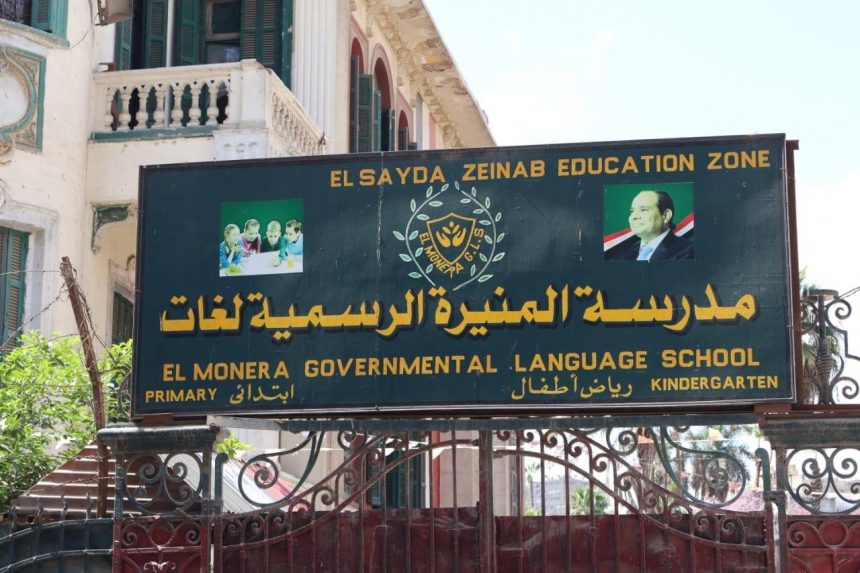 EL SAYDA ZEINAB EDUCATION ZONE
EL MONERA G.L.S
مدرسة المنيرة الرسمية لغات
EL MONERA GOVERNMENTAL LANGUAGE SCHOOL
PRIMARY ابتدائى رياض أطفال KINDERGARTEN